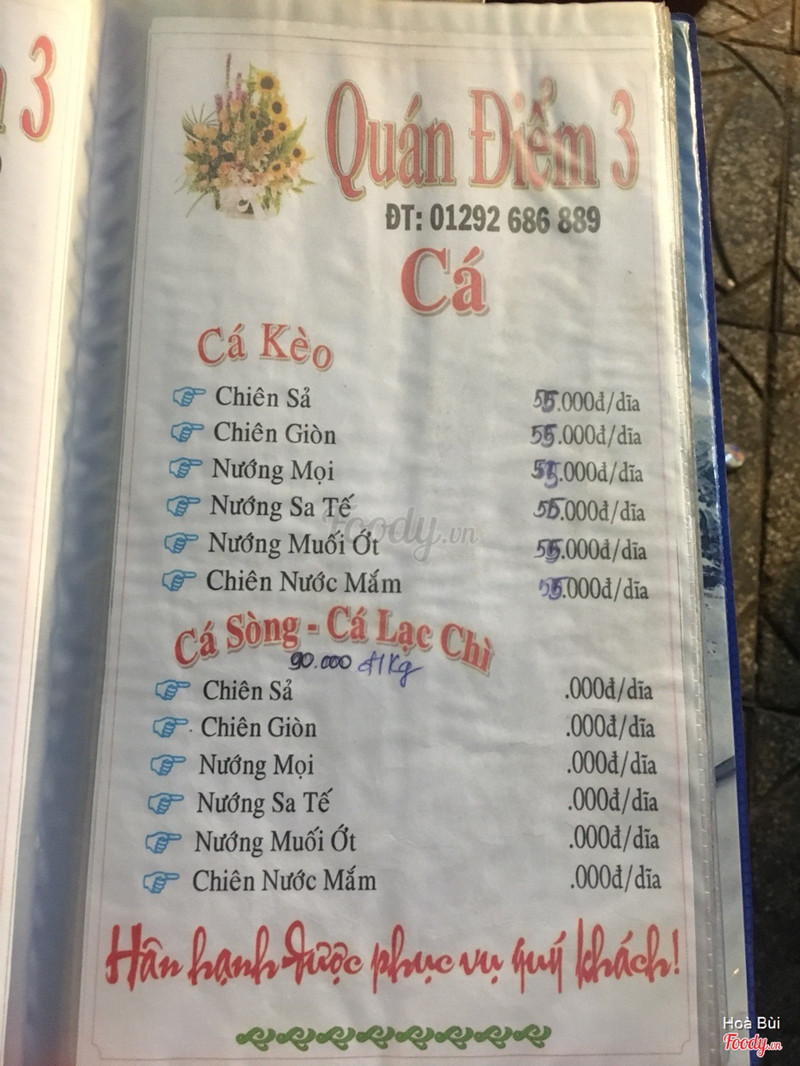 3
Quán Điểm 3
ĐT: 01292 686 889
Cá
Cá Kèo
Chiên Sả 55.000đ/dĩa
Chiên Giòn 55.000đ/dĩa
Nướng Mọi 55.000đ/dĩa
Nướng Sa Tế 55.000đ/dĩa
Nướng Muối Ớt 55.000đ/dĩa
Chiên Nước Mắm 55.000đ/dĩa
Foody.vn
Cá Sòng - Cá Lạc Chì
90.000 đ/kg
Chiên Sả .000đ/dĩa
Chiên Giòn .000đ/dĩa
Nướng Mọi .000đ/dĩa
Nướng Sa Tế .000đ/dĩa
Nướng Muối Ớt .000đ/dĩa
Chiên Nước Mắm .000đ/dĩa
Hân hạnh được phục vụ quý khách!
Hoà Bùi
Foody.vn